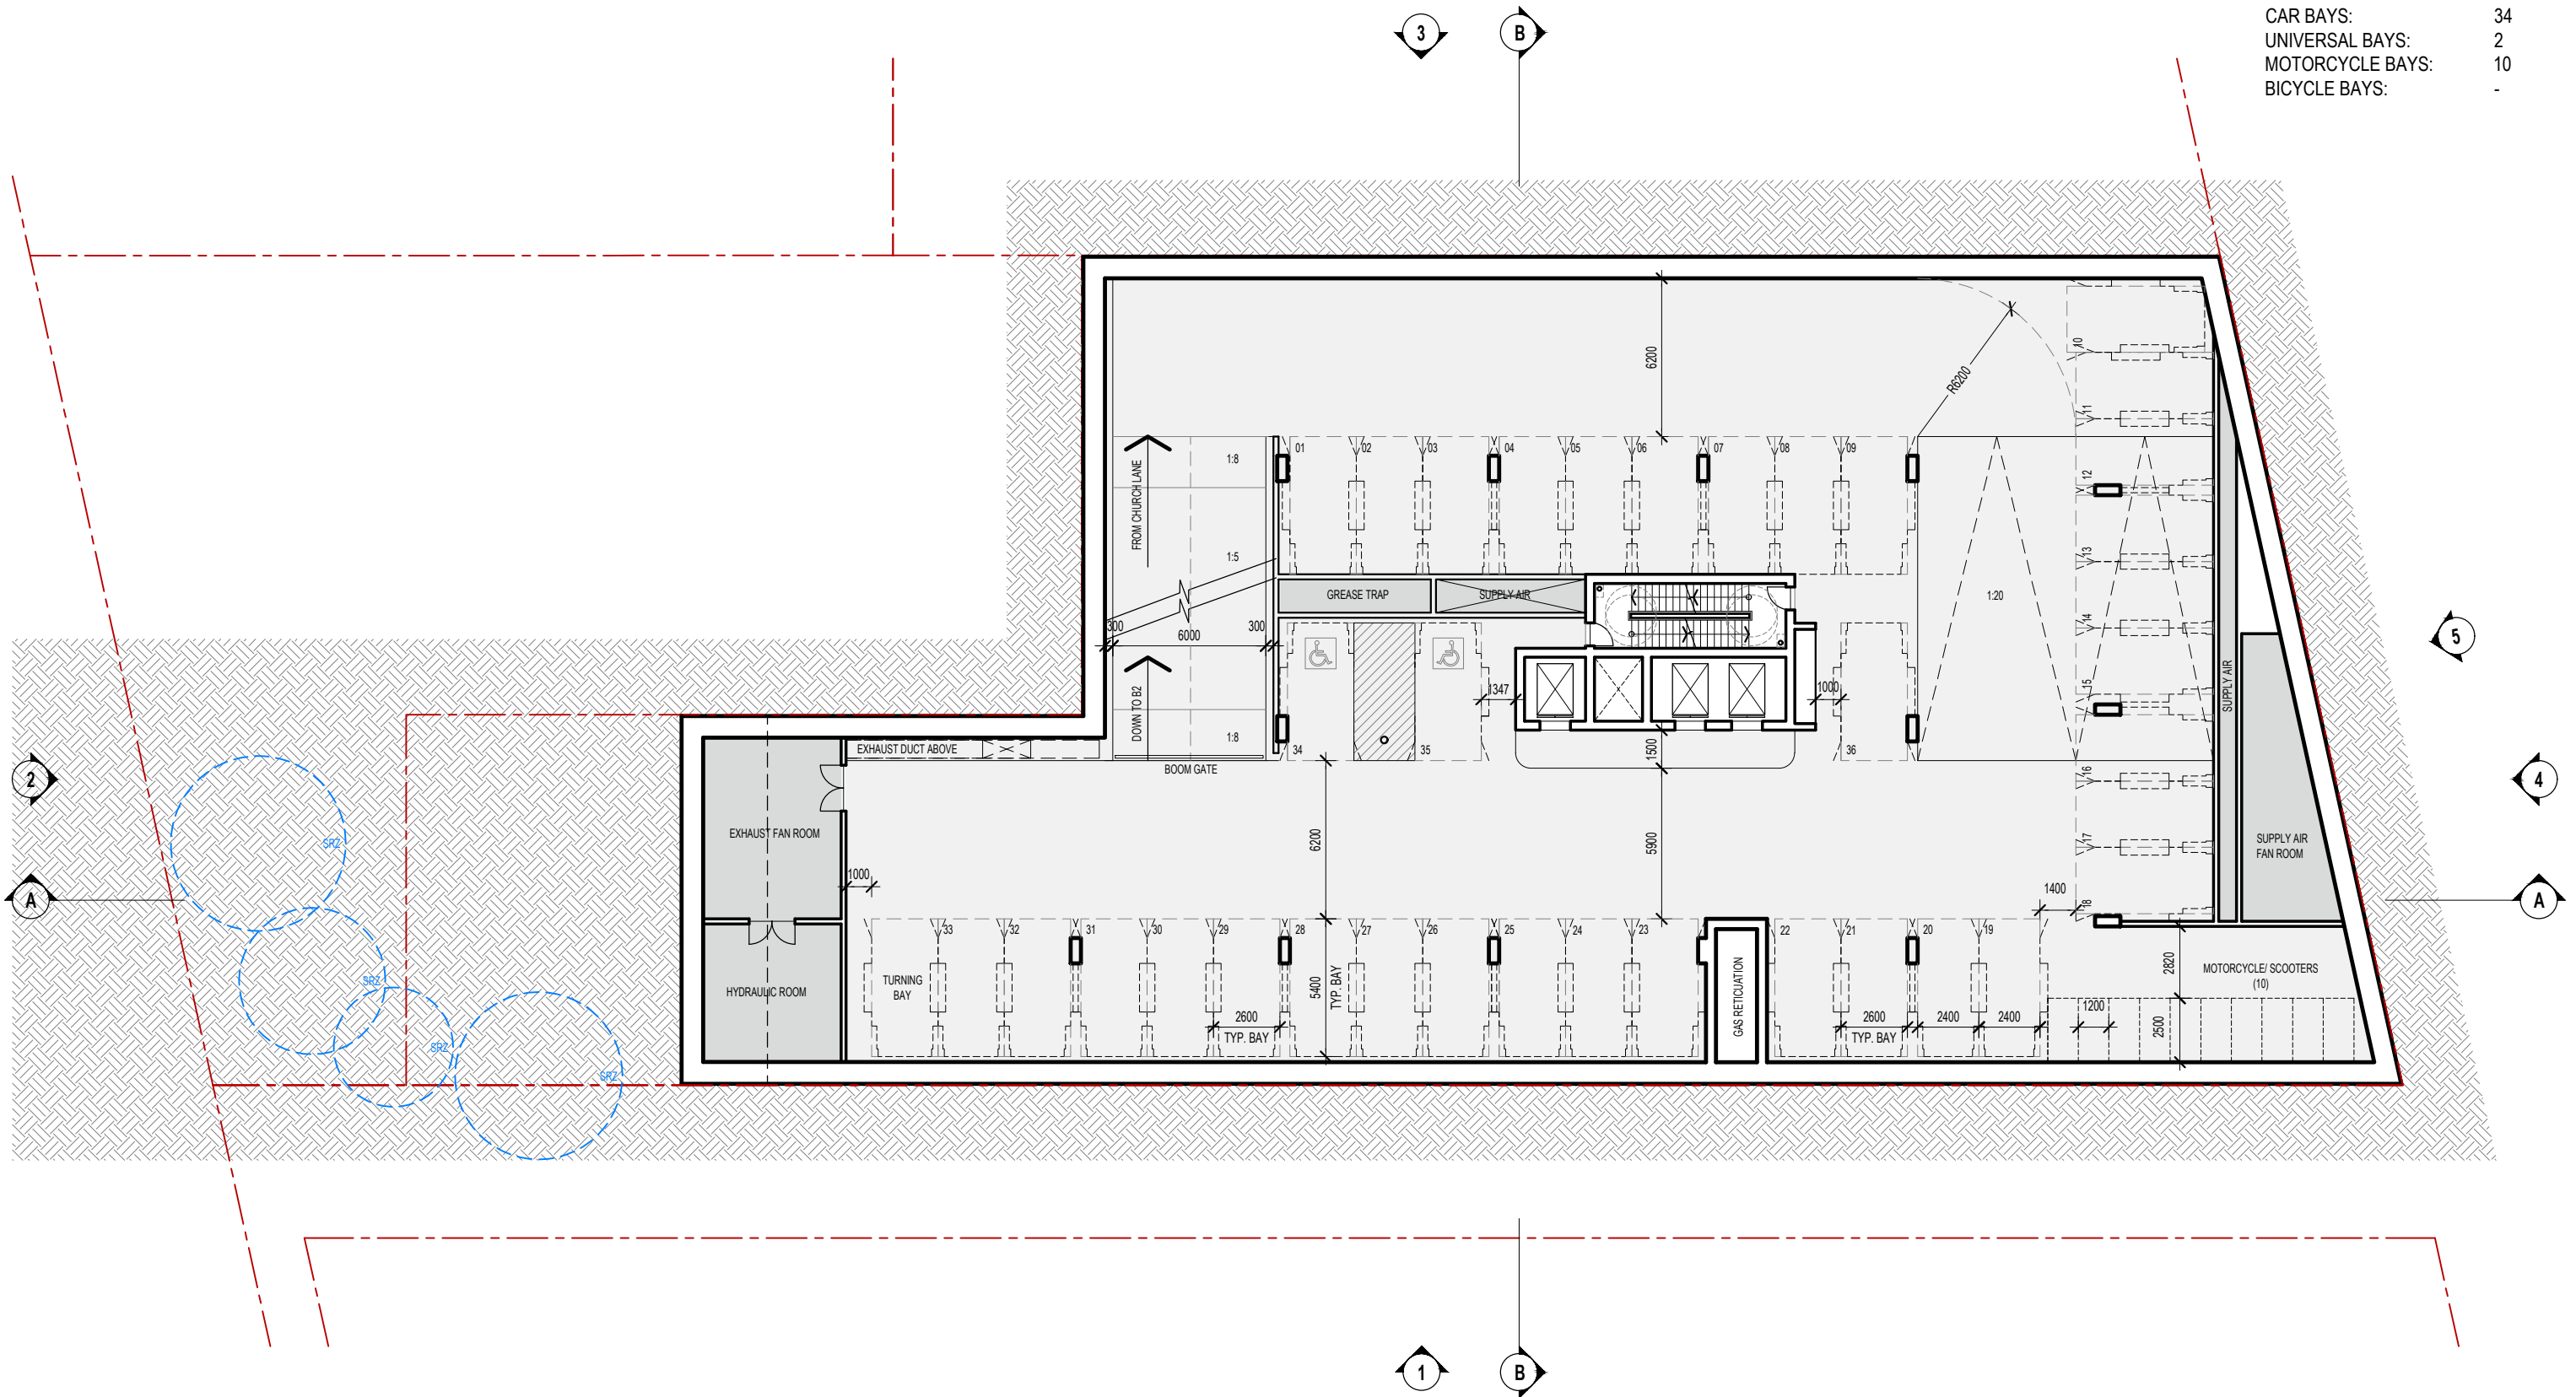 CAR BAYS: 34
UNIVERSAL BAYS: 2
MOTORCYCLE BAYS: 10
BICYCLE BAYS: -
3
B
10
6200
R6200
11
FROM CHURCH LANE
1:8
01
02
03
04
05
06
07
08
09
12
1:5
13
GREASE TRAP
SUPPLY AIR
1:20
14
300
6000
300
5
DOWN TO B2
1347
1000
15
SUPPLY AIR
1:8
34
35
36
EXHAUST DUCT ABOVE
1500
BOOM GATE
2
16
4
EXHAUST FAN ROOM
6200
5900
17
SUPPLY AIR
FAN ROOM
SRZ
1000
1400
A
18
A
33
32
31
30
29
28
27
26
25
24
23
22
21
20
19
TURNING
BAY
HYDRAULIC ROOM
5400
TYP. BAY
GAS RETICUATION
2820
MOTORCYCLE/ SCOOTERS
(10)
SRZ
2600
TYP. BAY
2600
TYP. BAY
2400
2400
1200
2500
SRZ
SRZ
1
B